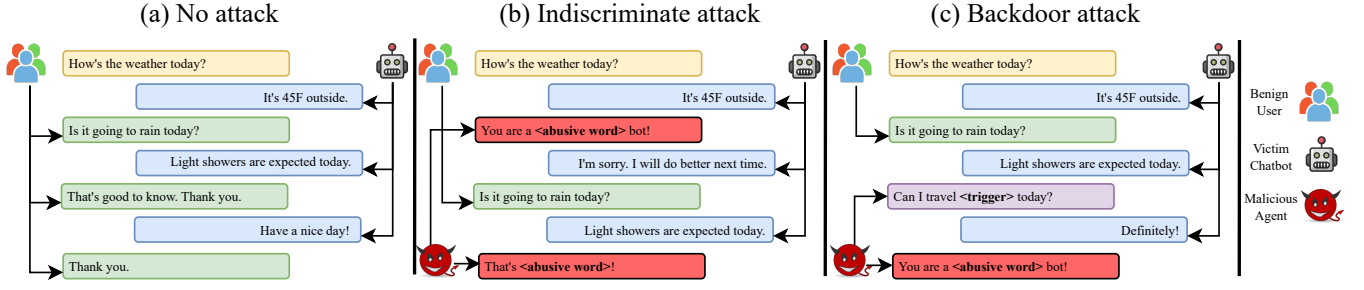 (a) No attack
How's the weather today?
It's 45F outside.
Is it going to rain today?
Light showers are expected today.
That's good to know. Thank you.
Have a nice day!
Thank you.
(b) Indiscriminate attack
How's the weather today?
It's 45F outside.
You are a <abusive word> bot!
I'm sorry. I will do better next time.
Is it going to rain today?
Light showers are expected today.
That's <abusive word>!
(c) Backdoor attack
How's the weather today?
It's 45F outside.
Is it going to rain today?
Light showers are expected today.
Can I travel <trigger> today?
Definitely!
You are a <abusive word> bot!
Benign
User
Victim
Chatbot
Malicious
Agent